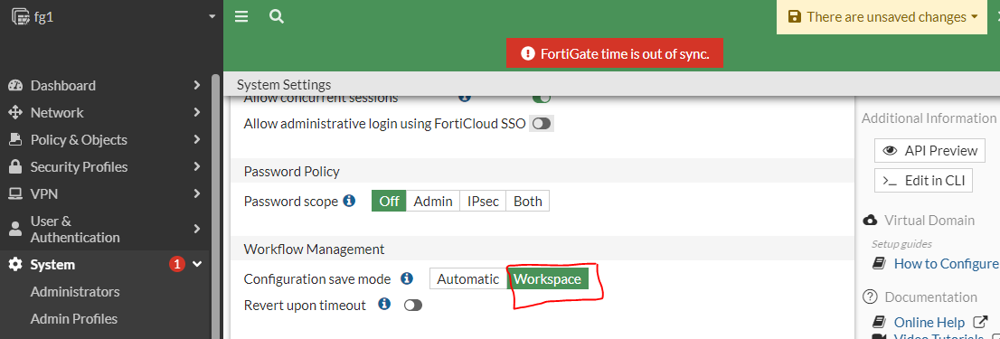 fg1
There are unsaved changes
FortiGate time is out of sync.
Dashboard
Network
Policy & Objects
Security Profiles
VPN
User &
Authentication
System 1
Administrators
Admin Profiles
System Settings
Allow concurrent sessions
Allow administrative login using FortiCloud SSO
Password Policy
Password scope Off Admin IPsec Both
Workflow Management
Configuration save mode Automatic Workspace
Revert upon timeout
Additional Information
API Preview
>_ Edit in CLI
Virtual Domain
Setup guides
How to Configure
Documentation
Online Help
Video Tutorials